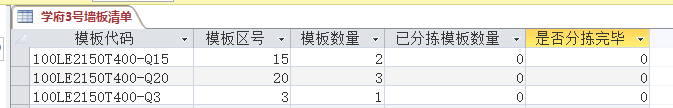 学府3号墙板清单
模板代码 模板区号 模板数量 已分拣模板数量 是否分拣完毕
100LE2150T400-Q15 15 2 0 0
100LE2150T400-Q20 20 3 0 0
100LE2150T400-Q3 3 1 0 0